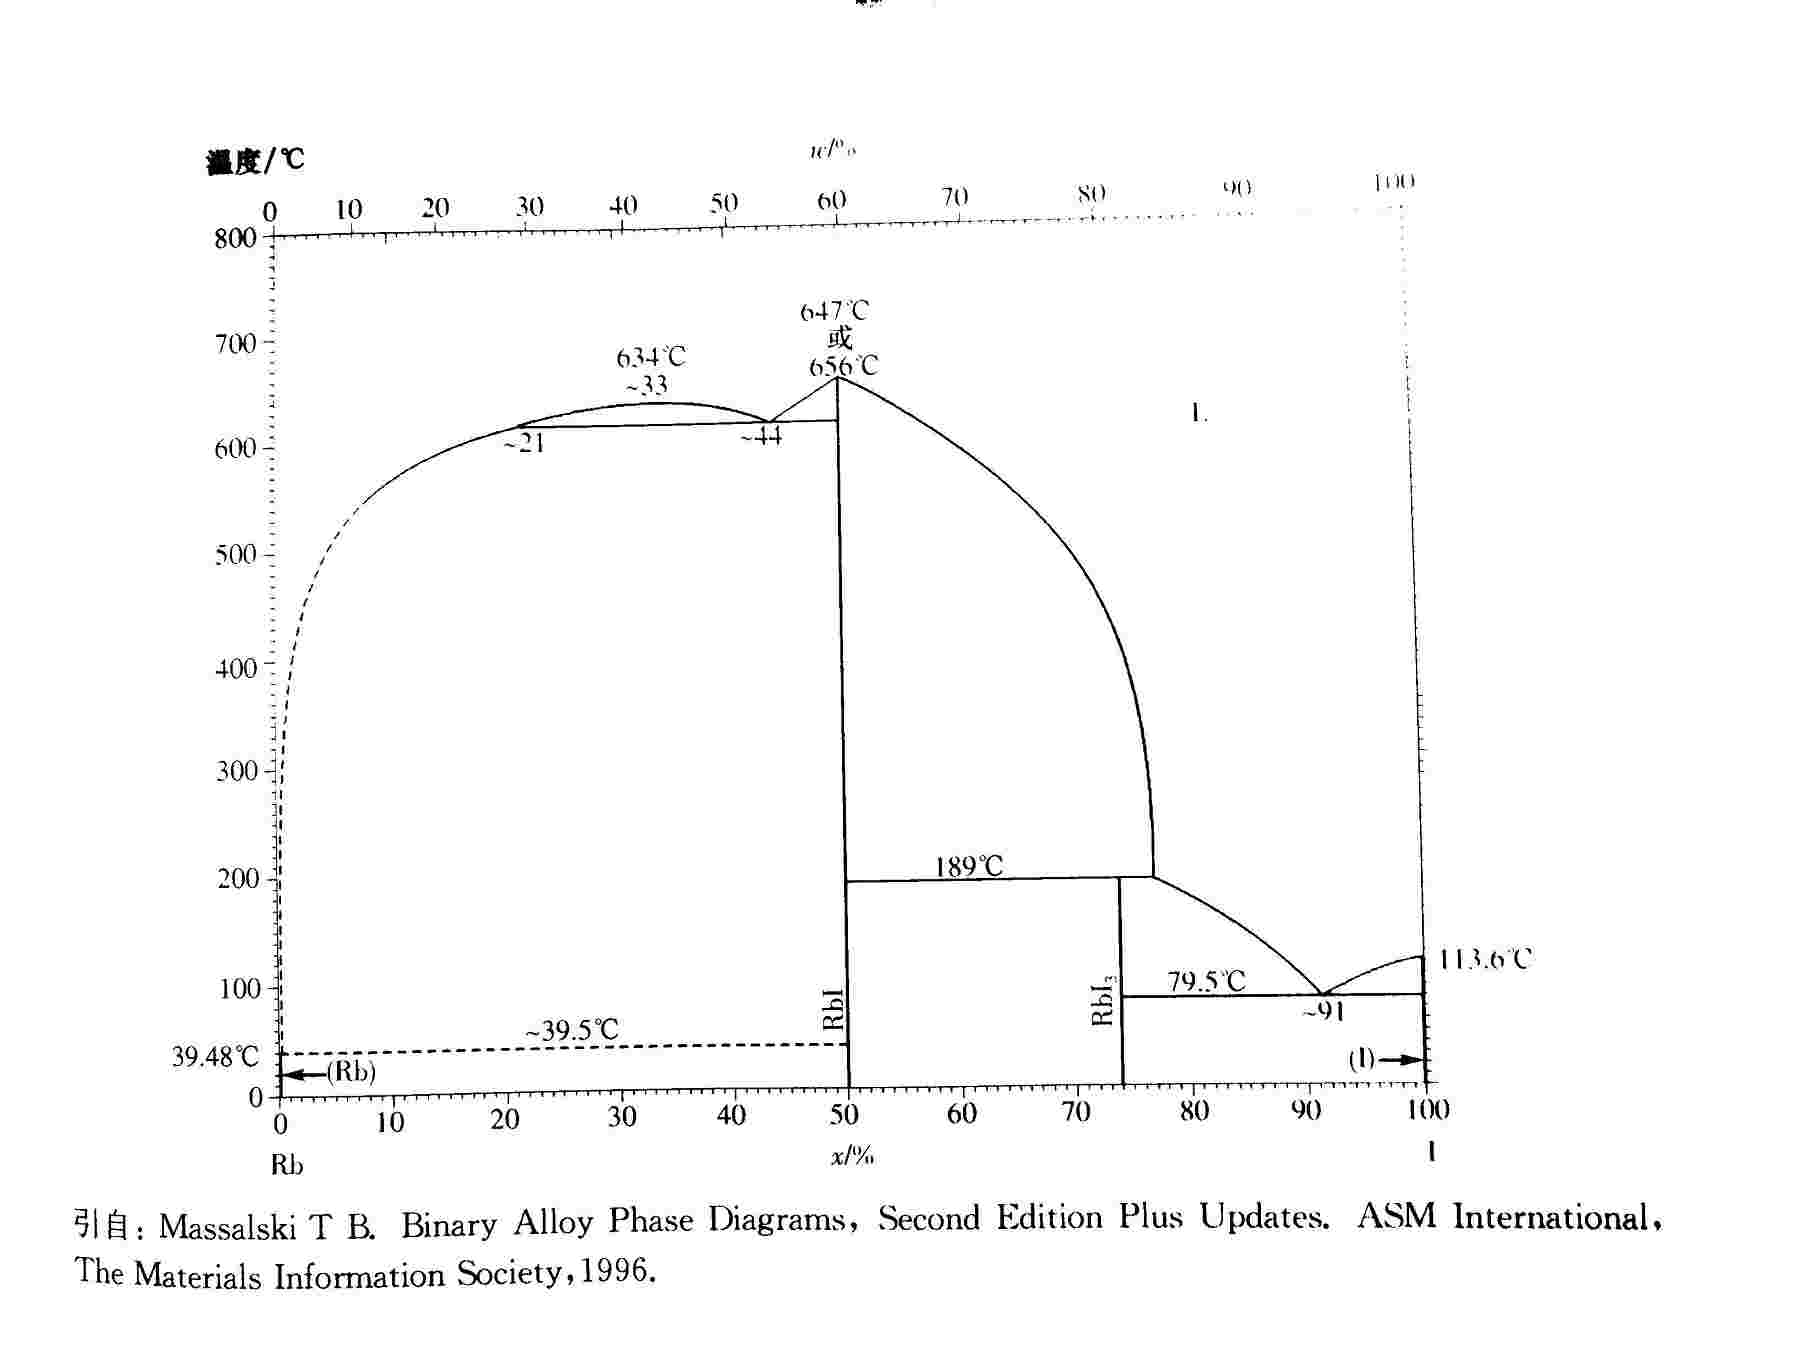 温度/℃
w/%
0 10 20 30 40 50 60 70 80 90 100
800
647℃
或
656℃
700
634℃
~33
L
600
~21
~44
500
400
300
200
189℃
113.6℃
100
79.5℃
RbI
RbI₃
~91
~39.5℃
39.48℃
(Rb)
(I)
0
0 10 20 30 40 50 60 70 80 90 100
Rb
x/%
I
引自: Massalski T B. Binary Alloy Phase Diagrams, Second Edition Plus Updates. ASM International,
The Materials Information Society,1996.